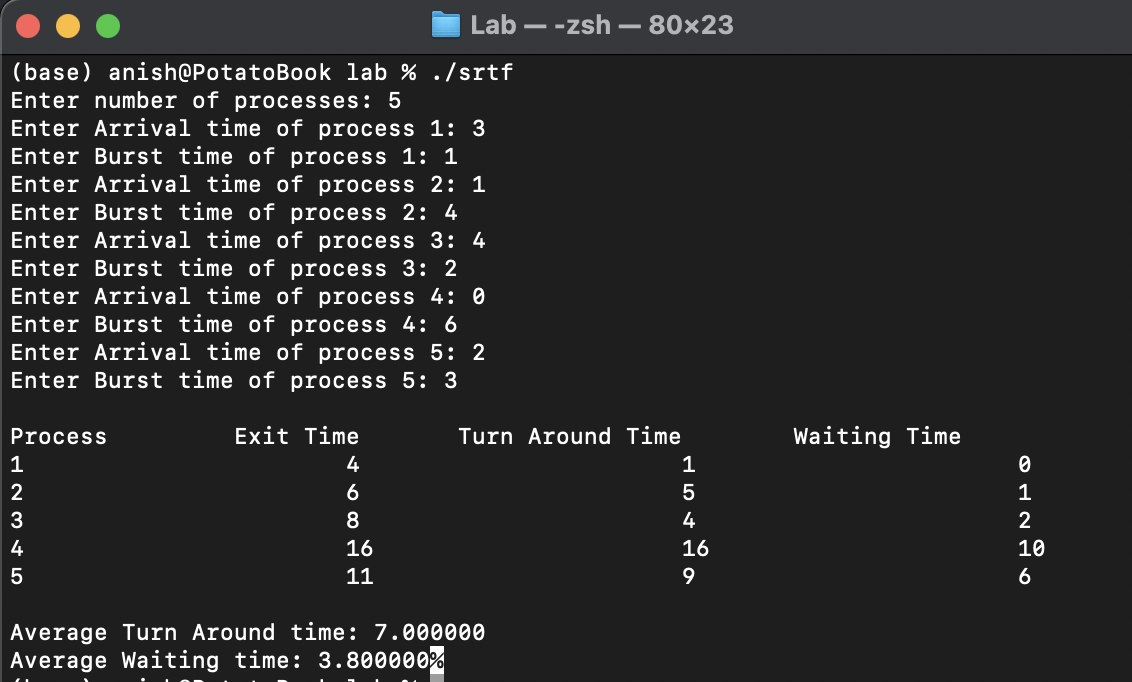 Lab — -zsh — 80×23
(base) anish@PotatoBook lab % ./srtf
Enter number of processes: 5
Enter Arrival time of process 1: 3
Enter Burst time of process 1: 1
Enter Arrival time of process 2: 1
Enter Burst time of process 2: 4
Enter Arrival time of process 3: 4
Enter Burst time of process 3: 2
Enter Arrival time of process 4: 0
Enter Burst time of process 4: 6
Enter Arrival time of process 5: 2
Enter Burst time of process 5: 3
Process Exit Time Turn Around Time Waiting Time
1 4 1 0
2 6 5 1
3 8 4 2
4 16 16 10
5 11 9 6
Average Turn Around time: 7.000000
Average Waiting time: 3.800000%